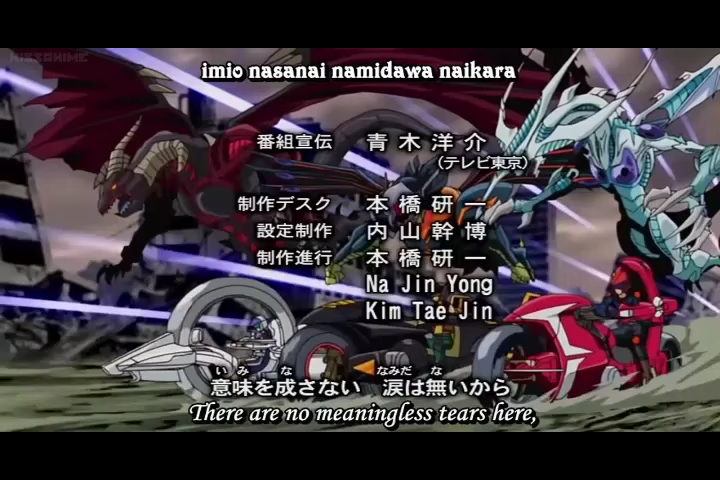 KISSANIME
imio nasanai namidawa naikara
番組宣伝 青木洋介
(テレビ東京)
制作デスク 本橋研一
設定制作 内山幹博
制作進行 本橋研一
Na Jin Yong
Kim Tae Jin
いみ な なみだ な
意味を成さない 涙は無いから
There are no meaningless tears here,